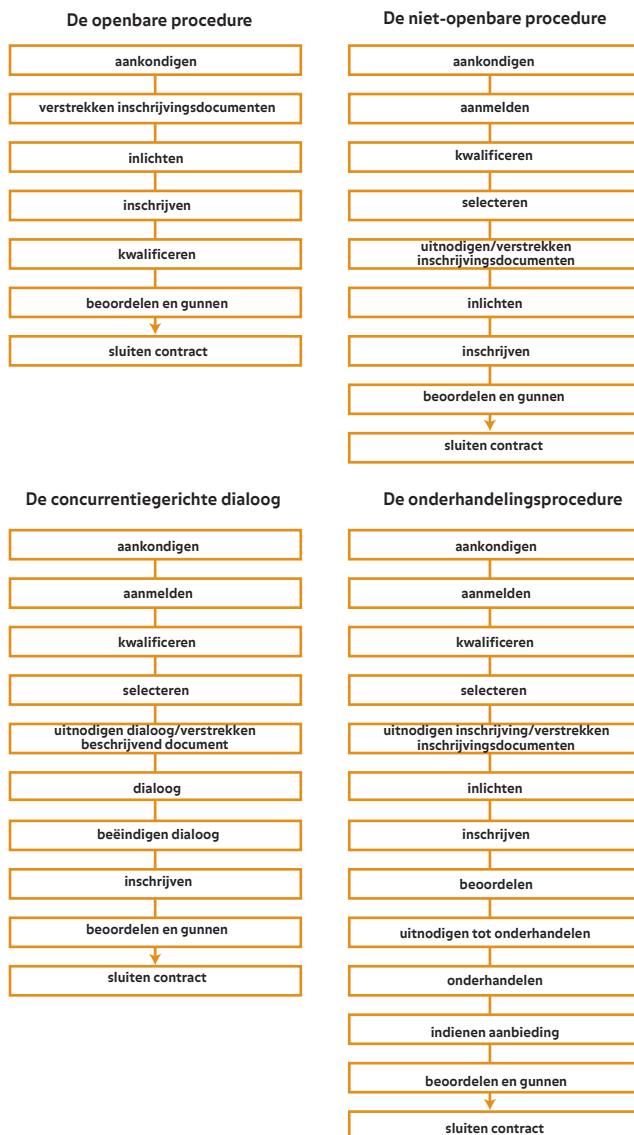 De openbare procedure
aankondigen
verstrekken inschrijvingsdocumenten
inlichten
inschrijven
kwalificeren
beoordelen en gunnen
sluiten contract
De niet-openbare procedure
aankondigen
aanmelden
kwalificeren
selecteren
uitnodigen/verstrekken
inschrijvingsdocumenten
inlichten
inschrijven
beoordelen en gunnen
sluiten contract
De concurrentiegerichte dialoog
aankondigen
aanmelden
kwalificeren
selecteren
uitnodigen dialoog/verstrekken
beschrijvend document
dialoog
beëindigen dialoog
inschrijven
beoordelen en gunnen
sluiten contract
De onderhandelingsprocedure
aankondigen
aanmelden
kwalificeren
selecteren
uitnodigen inschrijving/verstrekken
inschrijvingsdocumenten
inlichten
inschrijven
beoordelen
uitnodigen tot onderhandelen
onderhandelen
indienen aanbieding
beoordelen en gunnen
sluiten contract